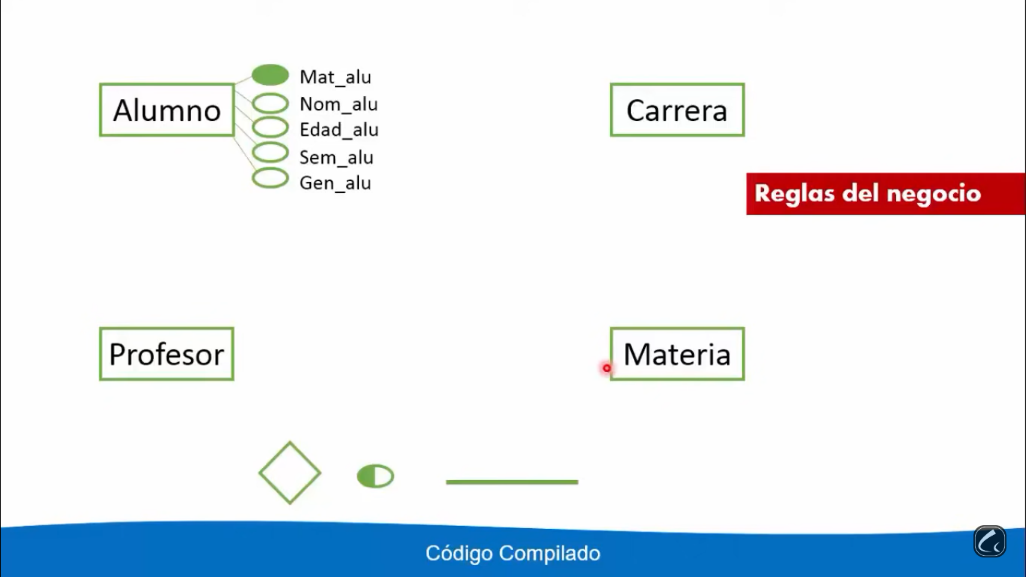 Alumno
Mat_alu
Nom_alu
Edad_alu
Sem_alu
Gen_alu
Carrera
Reglas del negocio
Profesor
Materia
Código Compilado